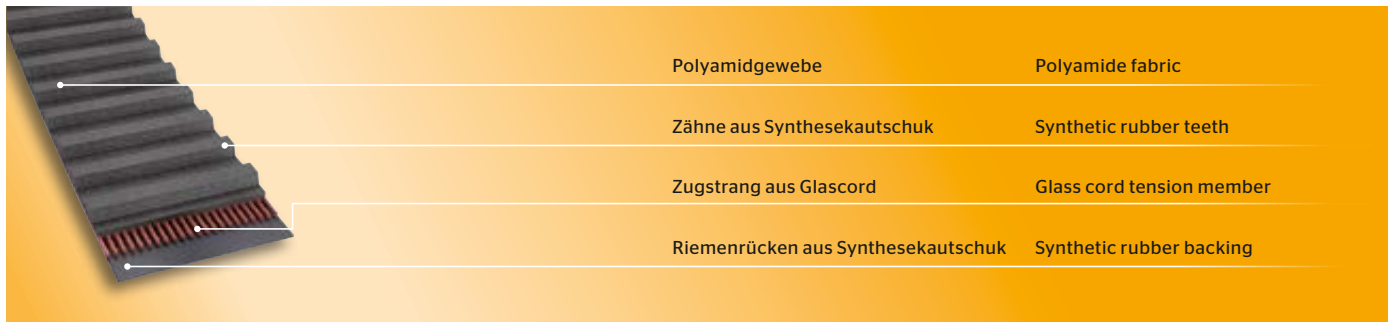 Polyamidgewebe Polyamide fabric
Zähne aus Synthesekautschuk Synthetic rubber teeth
Zugstrang aus Glascord Glass cord tension member
Riemenrücken aus Synthesekautschuk Synthetic rubber backing